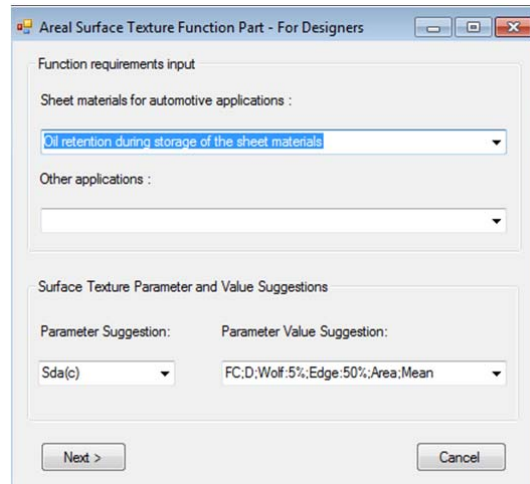 Areal Surface Texture Function Part - For Designers
Function requirements input
Sheet materials for automotive applications :
Oil retention during storage of the sheet materials
Other applications :
Surface Texture Parameter and Value Suggestions
Parameter Suggestion: Parameter Value Suggestion:
Sda(c) FC;D;Wolf:5%;Edge:50%;Area;Mean
Next > Cancel